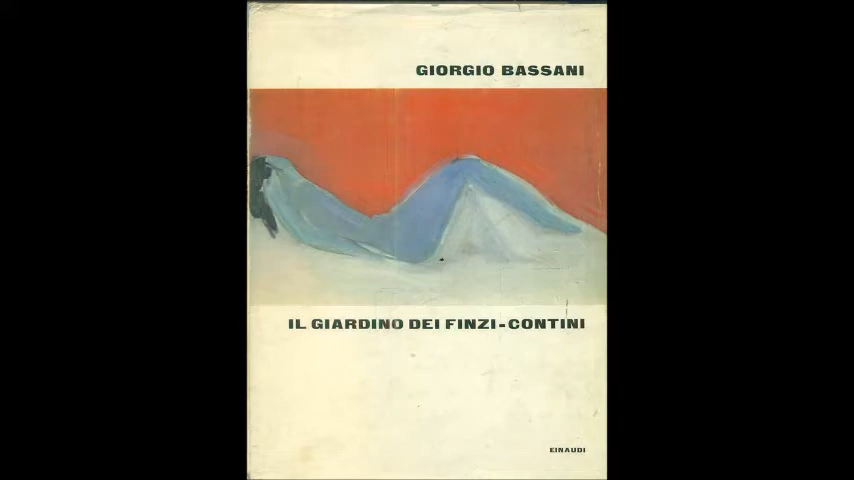 GIORGIO BASSANI
IL GIARDINO DEI FINZI-CONTINI
EINAUDI